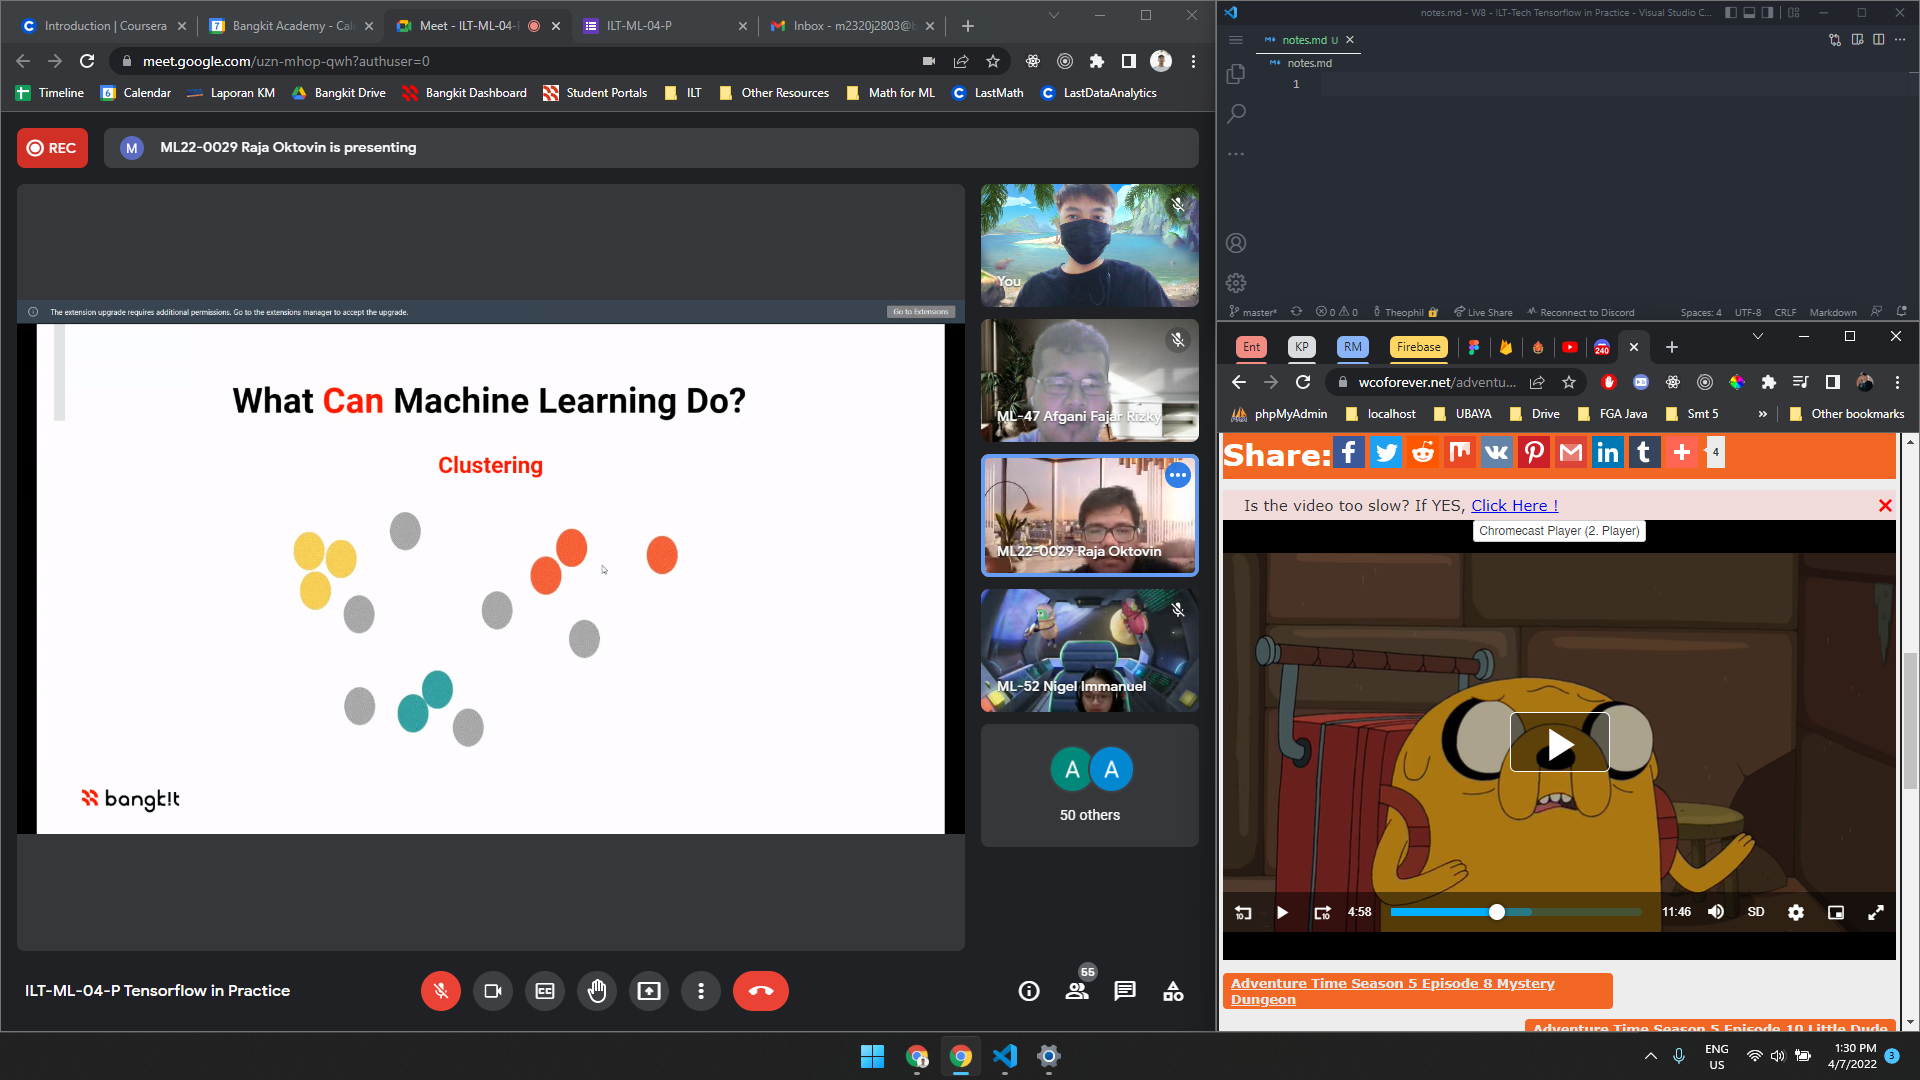 Introduction | Coursera
Bangkit Academy - Cal
Meet - ILT-ML-04-
ILT-ML-04-P
Inbox - m2320j2803@b
meet.google.com/uzn-mhop-qwh?authuser=0
Timeline
Calendar
Laporan KM
Bangkit Drive
Bangkit Dashboard
Student Portals
ILT
Other Resources
Math for ML
LastMath
LastDataAnalytics
REC
M
ML22-0029 Raja Oktovin is presenting
The extension upgrade requires additional permissions. Go to the extensions manager to accept the upgrade.
Go to Extensions
What Can Machine Learning Do?
Clustering
bangk!t
You
ML-47 Afgani Fajar Rizky
ML22-0029 Raja Oktovin
ML-52 Nigel Immanuel
A
A
50 others
ILT-ML-04-P Tensorflow in Practice
55
notes.md - W8 - ILT-Tech Tensorflow in Practice - Visual Studio C...
notes.md U
notes.md
1
master*
0
0
Theophil
Live Share
Reconnect to Discord
Spaces: 4
UTF-8
CRLF
Markdown
Ent
KP
RM
Firebase
240
wcoforever.net/adventu...
phpMyAdmin
localhost
UBAYA
Drive
FGA Java
Smt 5
»
Other bookmarks
Share:
4
Is the video too slow? If YES, Click Here !
Chromecast Player (2. Player)
10
10
4:58
11:46
SD
Adventure Time Season 5 Episode 8 Mystery
Dungeon
Adventure Time Season 5 Episode 10 Little Dude
ENG
US
1:30 PM
4/7/2022
3